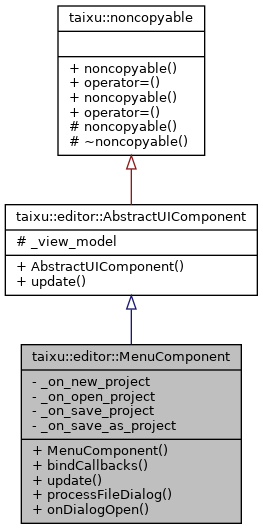 taixu::noncopyable
+ noncopyable()
+ operator=()
+ noncopyable()
+ operator=()
# noncopyable()
# ~noncopyable()
taixu::editor::AbstractUIComponent
# _view_model
+ AbstractUIComponent()
+ update()
taixu::editor::MenuComponent
- _on_new_project
- _on_open_project
- _on_save_project
- _on_save_as_project
+ MenuComponent()
+ bindCallbacks()
+ update()
+ processFileDialog()
+ onDialogOpen()